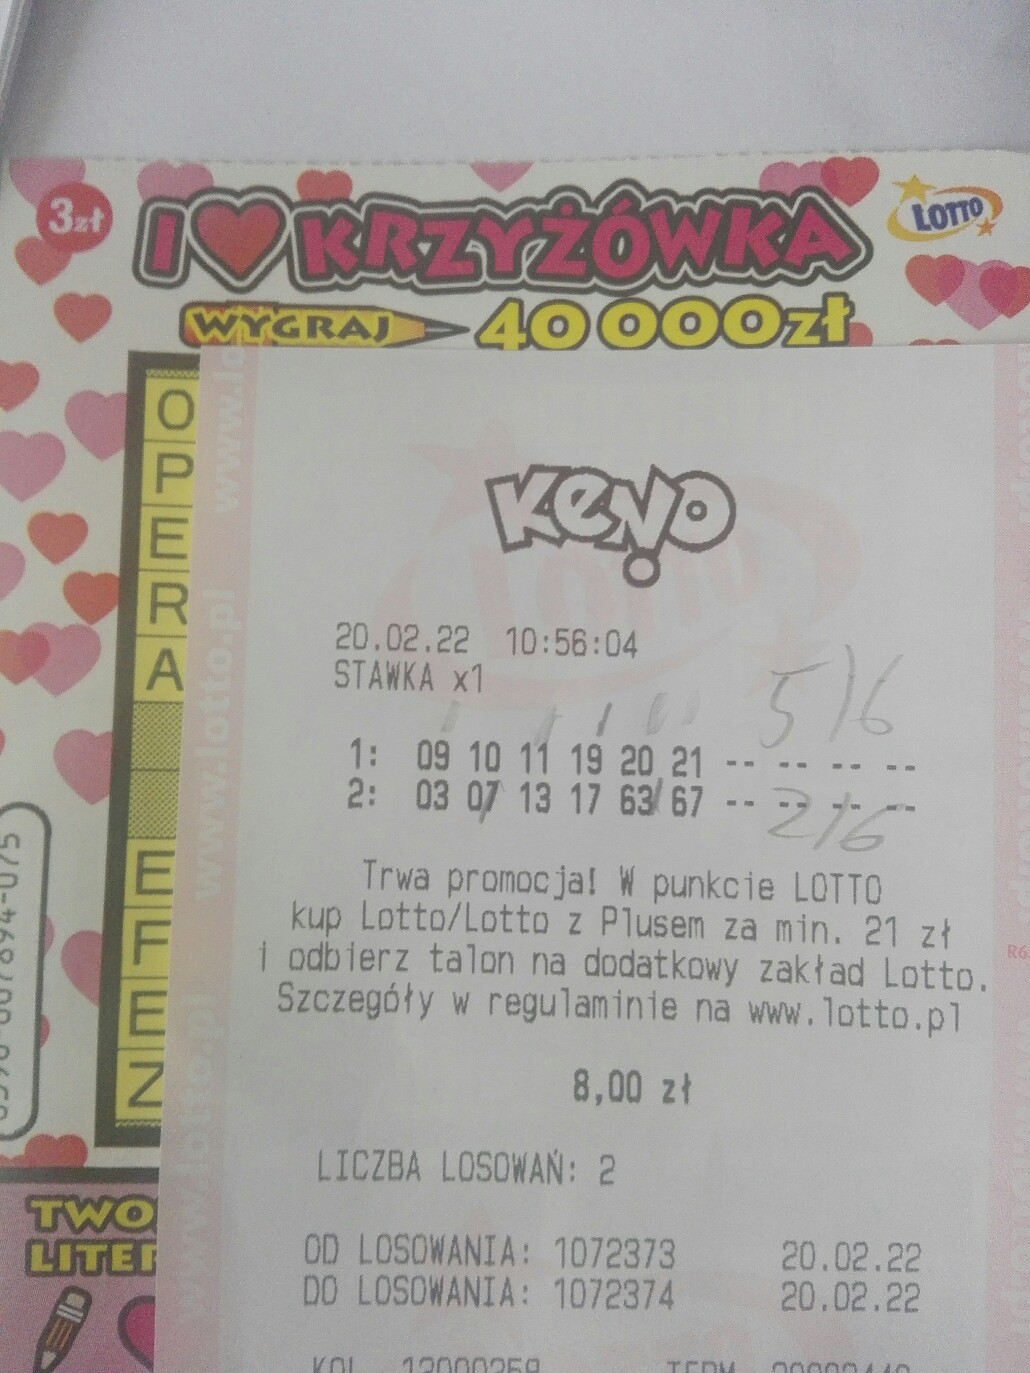 3zł
I KRZYŻÓWKA
LOTTO
WYGRAJ 40 000zł
OPERA
EFEZ
www.lotto.pl
KENO
20.02.22 10:56:04
STAWKA x1
5/6
1: 09 10 11 19 20 21 -- -- -- --
2: 03 07 13 17 63 67 -- -- -- --
2/6
Trwa promocja! W punkcie LOTTO
kup Lotto/Lotto z Plusem za min. 21 zł
i odbierz talon na dodatkowy zakład Lotto.
Szczegóły w regulaminie na www.lotto.pl
8,00 zł
LICZBA LOSOWAŃ: 2
OD LOSOWANIA: 1072373 20.02.22
DO LOSOWANIA: 1072374 20.02.22
TWO
LITER
KOL